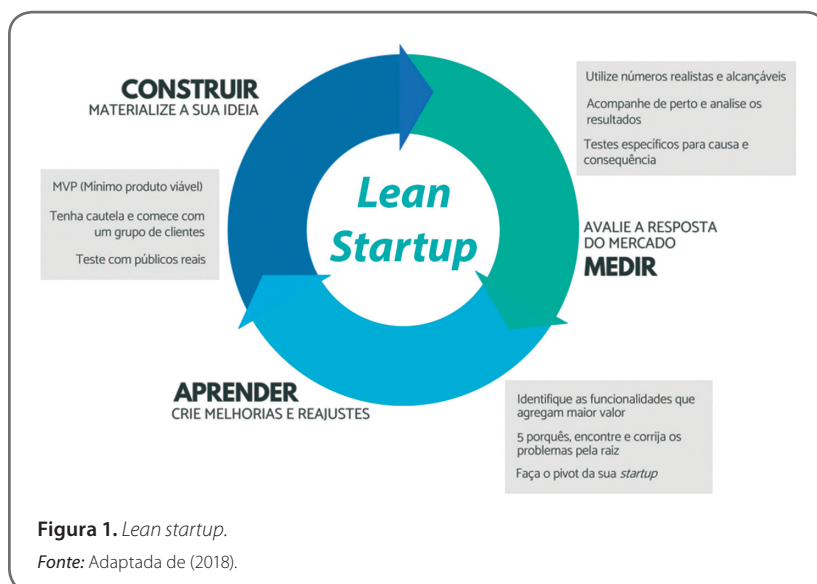 CONSTRUIR
MATERIALIZE A SUA IDEIA
MVP (Mínimo produto viável)
Tenha cautela e comece com
um grupo de clientes
Teste com públicos reais
Lean
Startup
Utilize números realistas e alcançáveis
Acompanhe de perto e analise os
resultados
Testes específicos para causa e
consequência
AVALIE A RESPOSTA
DO MERCADO
MEDIR
APRENDER
CRIE MELHORIAS E REAJUSTES
Identifique as funcionalidades que
agregam maior valor
5 porquês, encontre e corrija os
problemas pela raiz
Faça o pivot da sua startup
Figura 1. Lean startup.
Fonte: Adaptada de (2018).